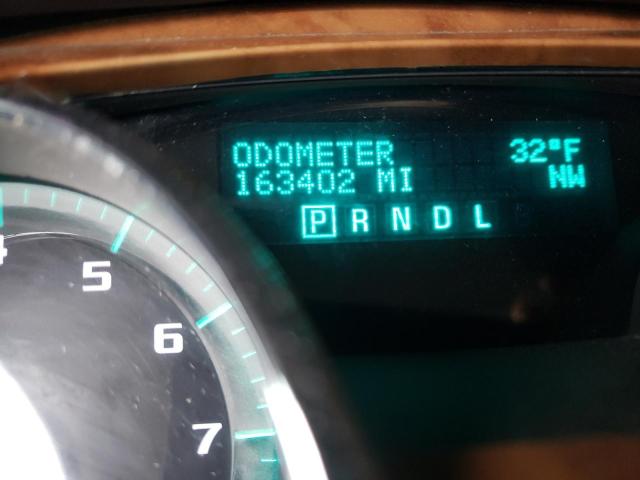 ODOMETER 32°F
163402 MI NW
P R N D L
5
6
7